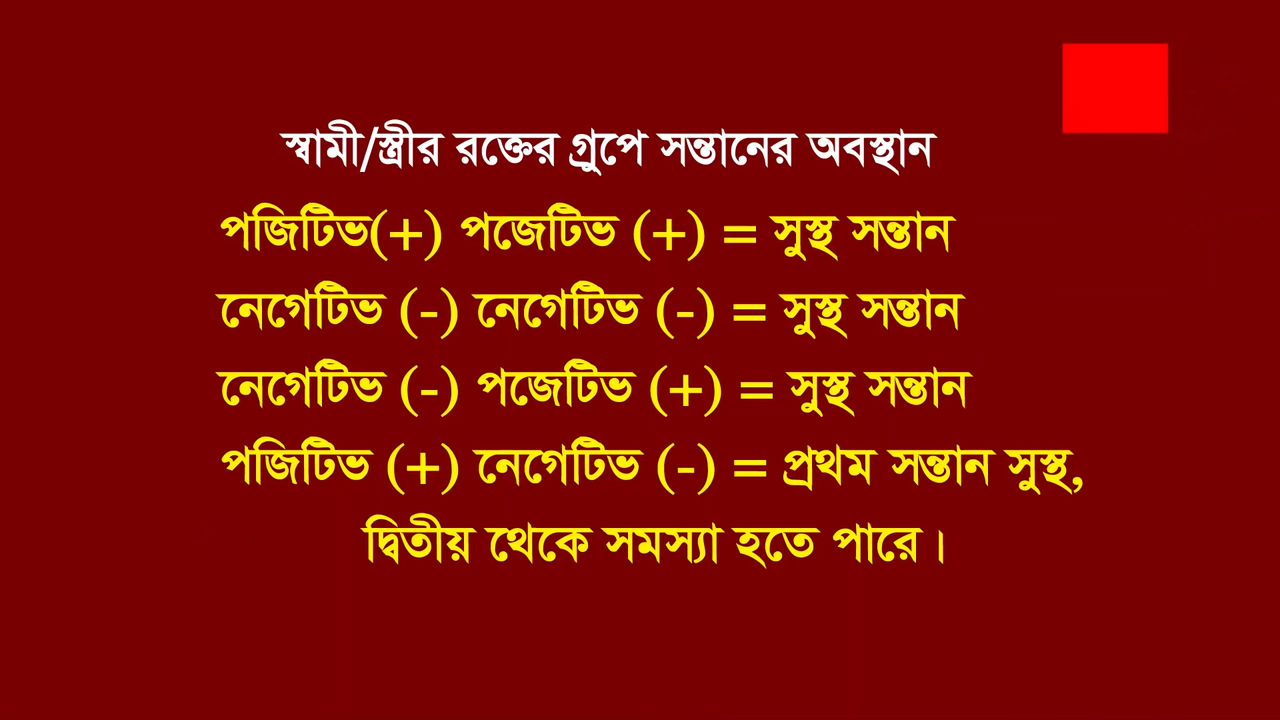 স্বামী/স্ত্রীর রক্তের গ্রুপে সন্তানের অবস্থান
পজিটিভ(+) পজেটিভ (+) = সুস্থ সন্তান
নেগেটিভ (-) নেগেটিভ (-) = সুস্থ সন্তান
নেগেটিভ (-) পজেটিভ (+) = সুস্থ সন্তান
পজিটিভ (+) নেগেটিভ (-) = প্রথম সন্তান সুস্থ,
দ্বিতীয় থেকে সমস্যা হতে পারে।